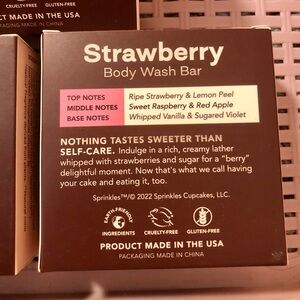 CRUELTY-FREE GLUTEN-FREE
PRODUCT MADE IN THE USA
PACKAGING MADE IN CHINA
Strawberry
Body Wash Bar
TOP NOTES Ripe Strawberry & Lemon Peel
MIDDLE NOTES Sweet Raspberry & Red Apple
BASE NOTES Whipped Vanilla & Sugared Violet
NOTHING TASTES SWEETER THAN
SELF-CARE. Indulge in a rich, creamy lather
whipped with strawberries and sugar for a "berry"
delightful moment. Now that's what we call having
your cake and eating it, too.
Sprinkles™/© 2022 Sprinkles Cupcakes, LLC.
EARTH-FRIENDLY
INGREDIENTS CRUELTY-FREE GLUTEN-FREE
PRODUCT MADE IN THE USA
PACKAGING MADE IN CHINA